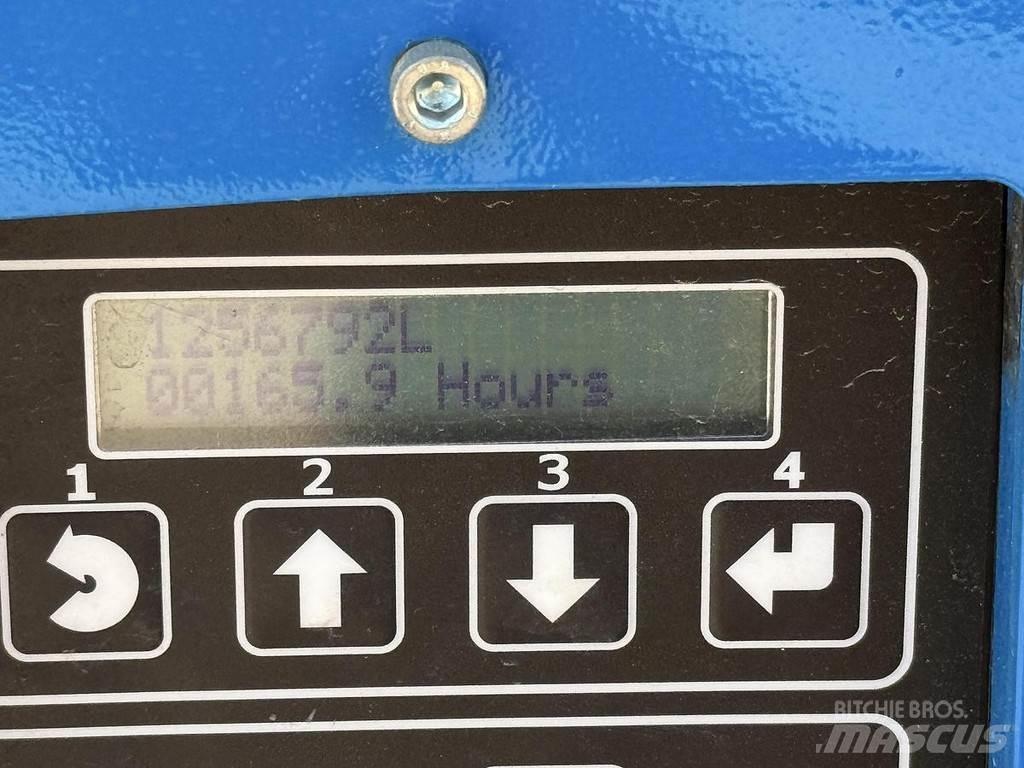 1256792L
00165.9 Hours
1 2 3 4
RITCHIE BROS.
MASCUS